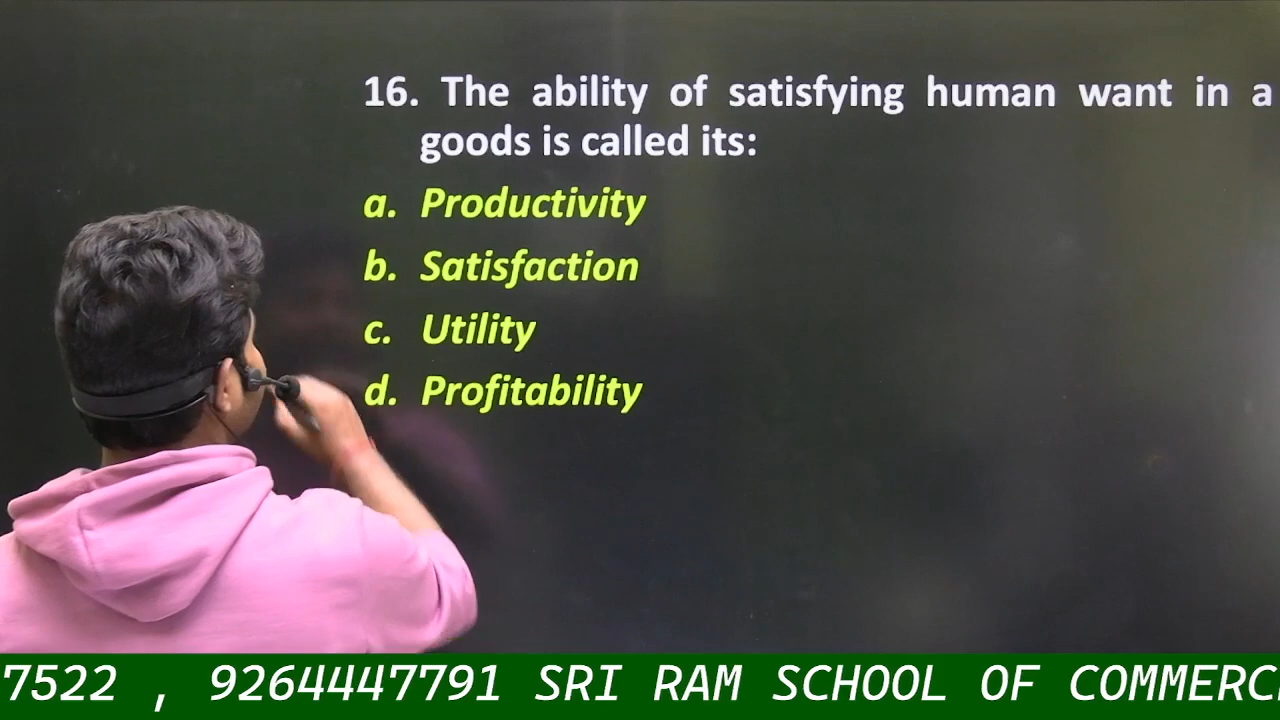 16. The ability of satisfying human want in a
goods is called its:
a. Productivity
b. Satisfaction
c. Utility
d. Profitability
7522 , 9264447791 SRI RAM SCHOOL OF COMMERC